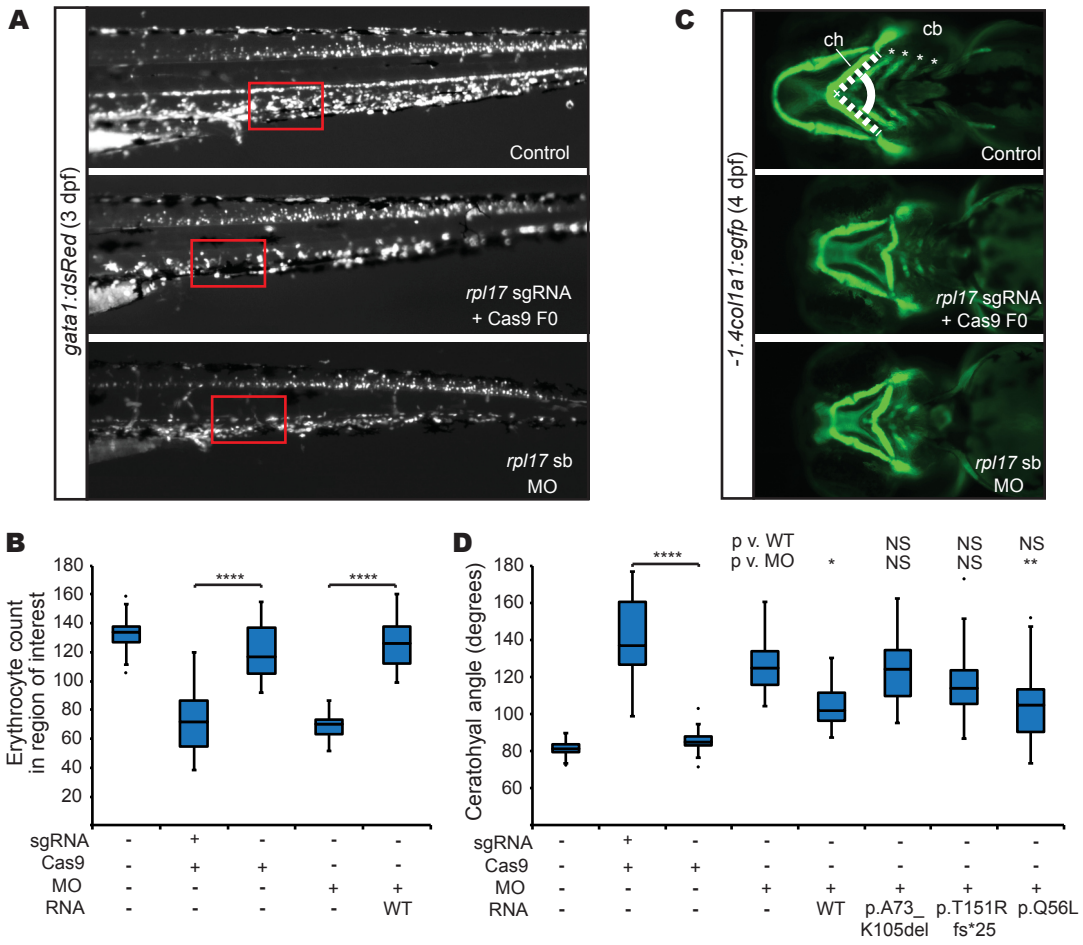 A
gata1:dsRed (3 dpf)
Control
rpl17 sgRNA
+ Cas9 F0
rpl17 sb
MO
C
-1.4col1a1:egfp (4 dpf)
ch
cb
* * * *
Control
rpl17 sgRNA
+ Cas9 F0
rpl17 sb
MO
B
Erythrocyte count
in region of interest
180
160
140
120
100
80
60
40
20
**** ****
sgRNA - + - - -
Cas9 - + + - -
MO - - - + +
RNA - - - - WT
D
Ceratohyal angle (degrees)
180
160
140
120
100
80
60
40
****
p v. WT NS NS NS
p v. MO * NS NS **
sgRNA - + - - - - - -
Cas9 - + + - - - - -
MO - - - + + + + +
RNA - - - - WT p.A73_ p.T151R p.Q56L
K105del fs*25